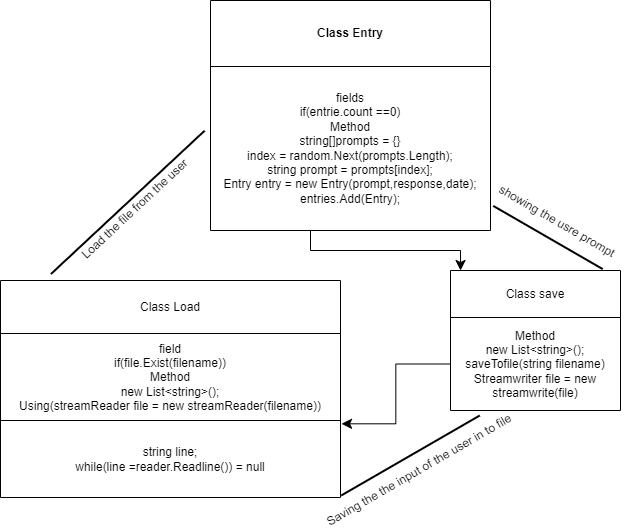 Class Entry
fields
if(entrie.count ==0)
Method
string[]prompts = {}
index = random.Next(prompts.Length);
string prompt = prompts[index];
Entry entry = new Entry(prompt,response,date);
entries.Add(Entry);
Load the file from the user
showing the usre prompt
Class Load
field
if(file.Exist(filename))
Method
new List<string>();
Using(streamReader file = new streamReader(filename))
string line;
while(line =reader.Readline()) = null
Class save
Method
new List<string>();
saveTofile(string filename)
Streamwriter file = new
streamwrite(file)
Saving the the input of the user in to file